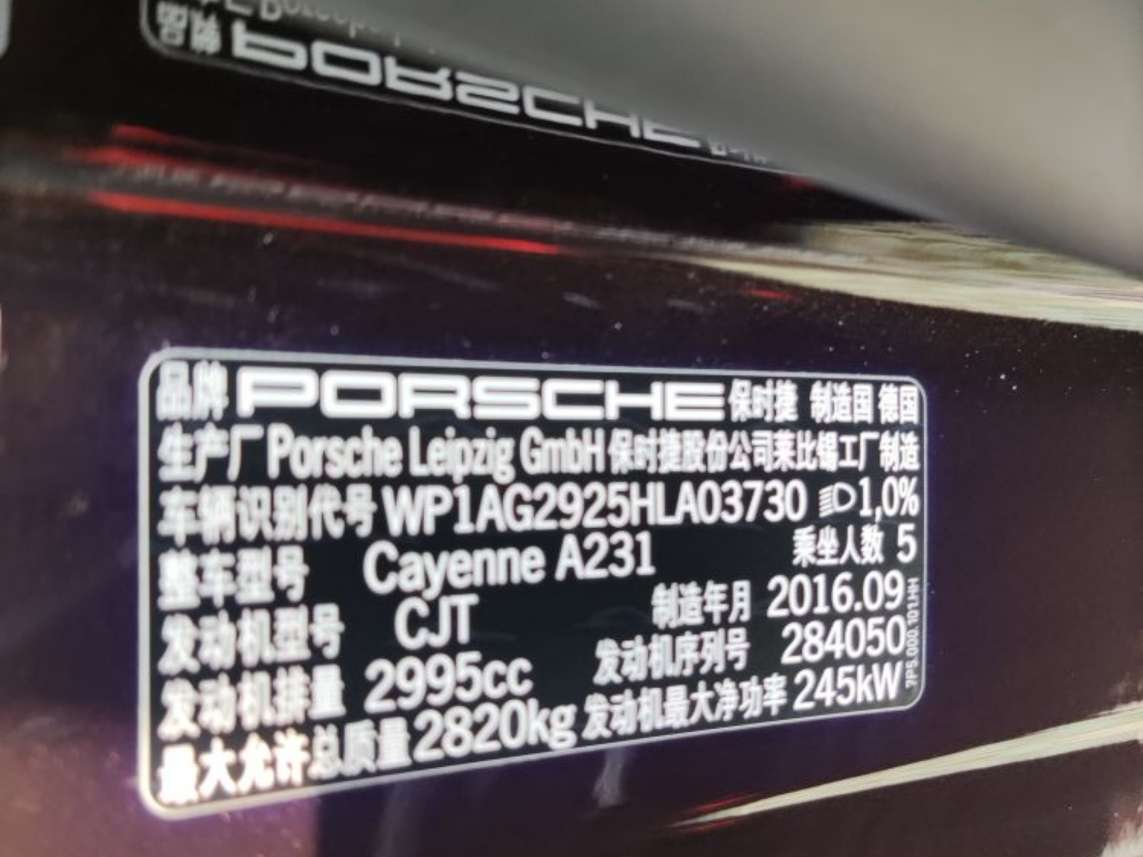 品牌 PORSCHE 保时捷 制造国 德国
生产厂 Porsche Leipzig GmbH 保时捷股份公司莱比锡工厂制造
车辆识别代号 WP1AG2925HLA03730 1,0%
整车型号 Cayenne A231 乘坐人数 5
发动机型号 CJT 制造年月 2016.09
发动机排量 2995cc 发动机序列号 284050
最大允许总质量 2820kg 发动机最大净功率 245kW
7P5.000.101.HH